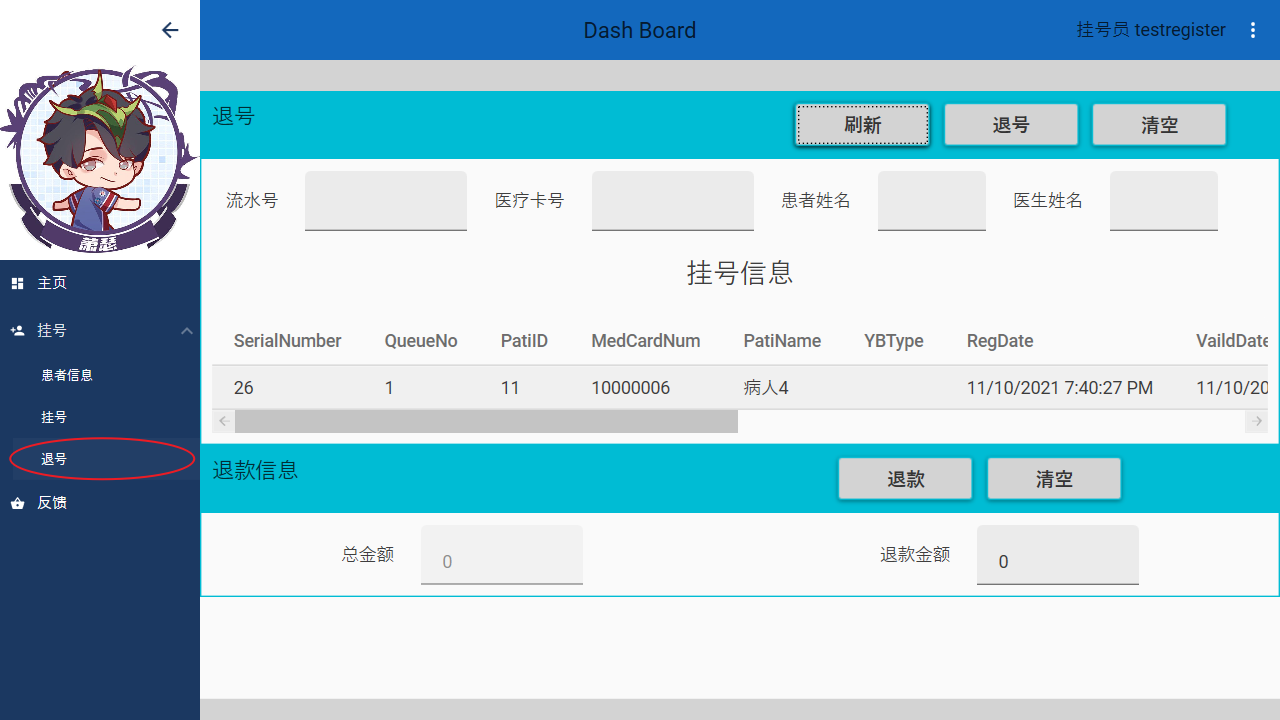 Dash Board
挂号员 testregister
萧瑟
主页
挂号
患者信息
挂号
退号
反馈
退号 刷新 退号 清空
流水号 医疗卡号 患者姓名 医生姓名
挂号信息
SerialNumber QueueNo PatiID MedCardNum PatiName YBType RegDate VaildDate
26 1 11 10000006 病人4 11/10/2021 7:40:27 PM 11/10/20
退款信息 退款 清空
总金额 0 退款金额 0